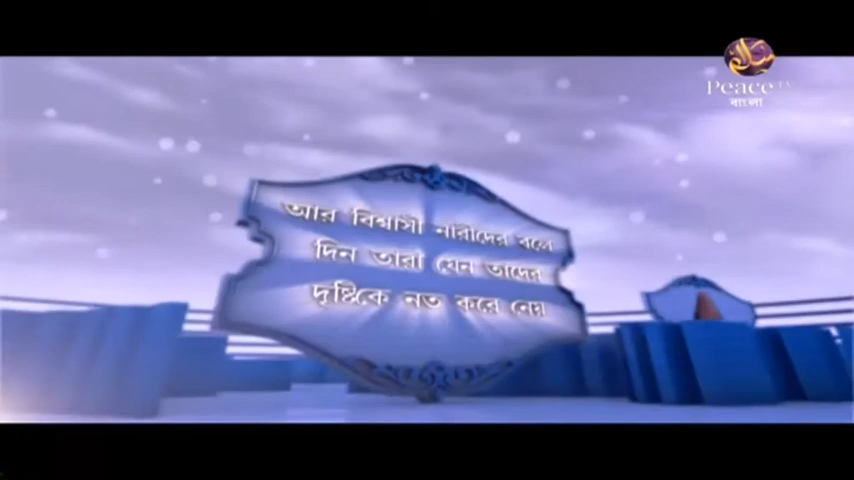 Peace TV
বাংলা
আর বিশ্বাসী নারীদের বলে
দিন তারা যেন তাদের
দৃষ্টিকে নত করে নেয়